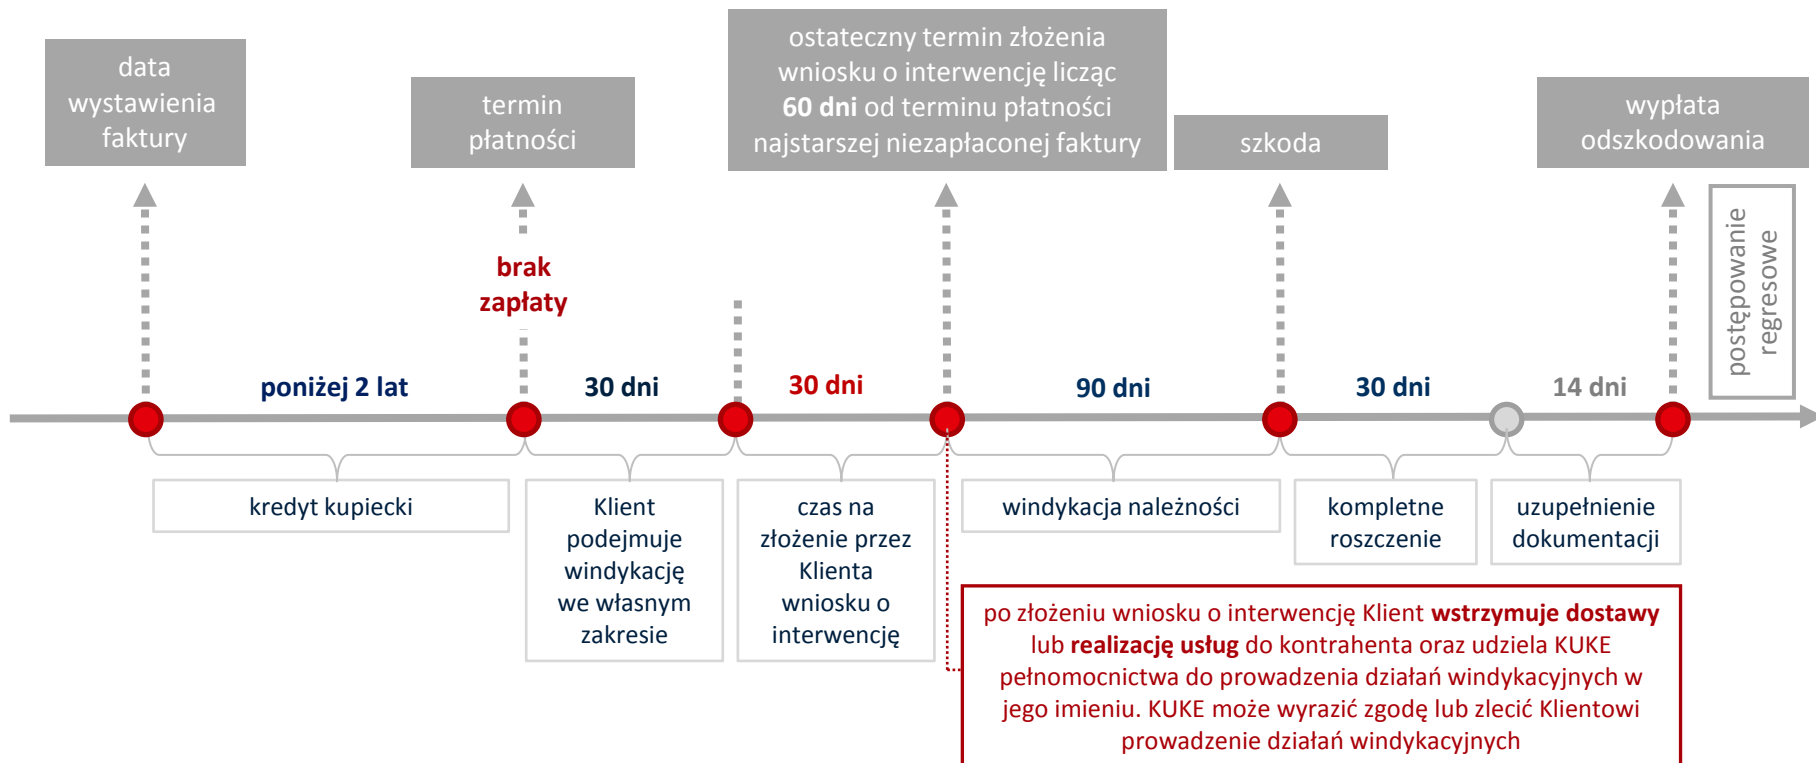 data
wystawienia
faktury
termin
płatności
ostateczny termin złożenia
wniosku o interwencję licząc
60 dni od terminu płatności
najstarszej niezapłaconej faktury
szkoda
wypłata
odszkodowania
postępowanie
regresowe
brak
zapłaty
poniżej 2 lat
30 dni
30 dni
90 dni
30 dni
14 dni
kredyt kupiecki
Klient
podejmuje
windykację
we własnym
zakresie
czas na
złożenie przez
Klienta
wniosku o
interwencję
windykacja należności
kompletne
roszczenie
uzupełnienie
dokumentacji
po złożeniu wniosku o interwencję Klient wstrzymuje dostawy
lub realizację usług do kontrahenta oraz udziela KUKE
pełnomocnictwa do prowadzenia działań windykacyjnych w
jego imieniu. KUKE może wyrazić zgodę lub zlecić Klientowi
prowadzenie działań windykacyjnych